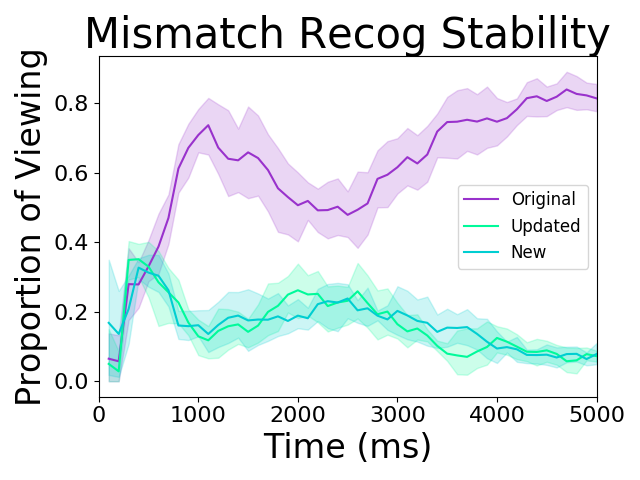 Mismatch Recog Stability
Proportion of Viewing
0.8
0.6
0.4
0.2
0.0
Original
Updated
New
0 1000 2000 3000 4000 5000
Time (ms)